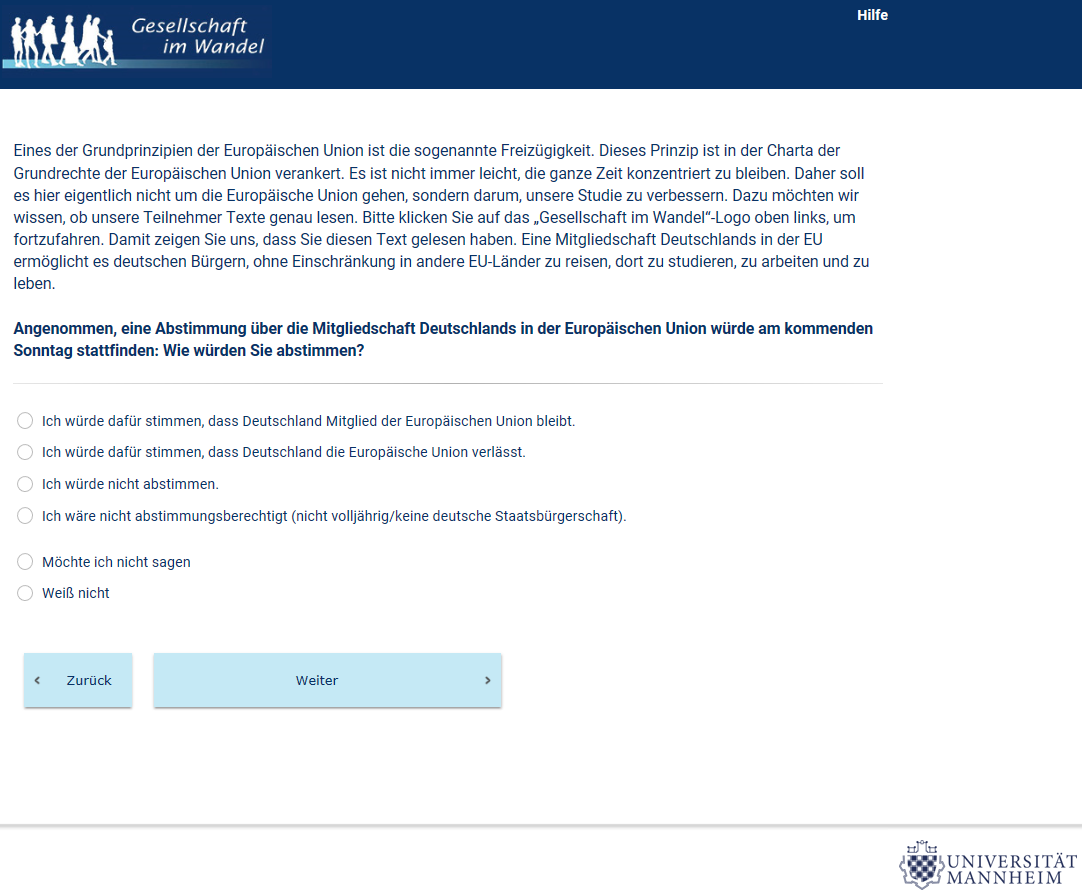 Gesellschaft
im Wandel
Hilfe
Eines der Grundprinzipien der Europäischen Union ist die sogenannte Freizügigkeit. Dieses Prinzip ist in der Charta der
Grundrechte der Europäischen Union verankert. Es ist nicht immer leicht, die ganze Zeit konzentriert zu bleiben. Daher soll
es hier eigentlich nicht um die Europäische Union gehen, sondern darum, unsere Studie zu verbessern. Dazu möchten wir
wissen, ob unsere Teilnehmer Texte genau lesen. Bitte klicken Sie auf das „Gesellschaft im Wandel“-Logo oben links, um
fortzufahren. Damit zeigen Sie uns, dass Sie diesen Text gelesen haben. Eine Mitgliedschaft Deutschlands in der EU
ermöglicht es deutschen Bürgern, ohne Einschränkung in andere EU-Länder zu reisen, dort zu studieren, zu arbeiten und zu
leben.
Angenommen, eine Abstimmung über die Mitgliedschaft Deutschlands in der Europäischen Union würde am kommenden
Sonntag stattfinden: Wie würden Sie abstimmen?
Ich würde dafür stimmen, dass Deutschland Mitglied der Europäischen Union bleibt.
Ich würde dafür stimmen, dass Deutschland die Europäische Union verlässt.
Ich würde nicht abstimmen.
Ich wäre nicht abstimmungsberechtigt (nicht volljährig/keine deutsche Staatsbürgerschaft).
Möchte ich nicht sagen
Weiß nicht
‹ Zurück
Weiter ›
UNIVERSITÄT
MANNHEIM